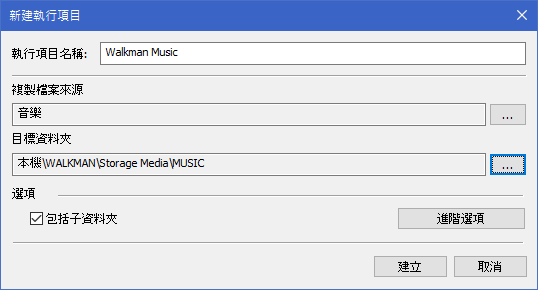 新建執行項目
執行項目名稱: Walkman Music
複製檔案來源
音樂 ...
目標資料夾
本機\WALKMAN\Storage Media\MUSIC ...
選項
包括子資料夾 進階選項
建立 取消